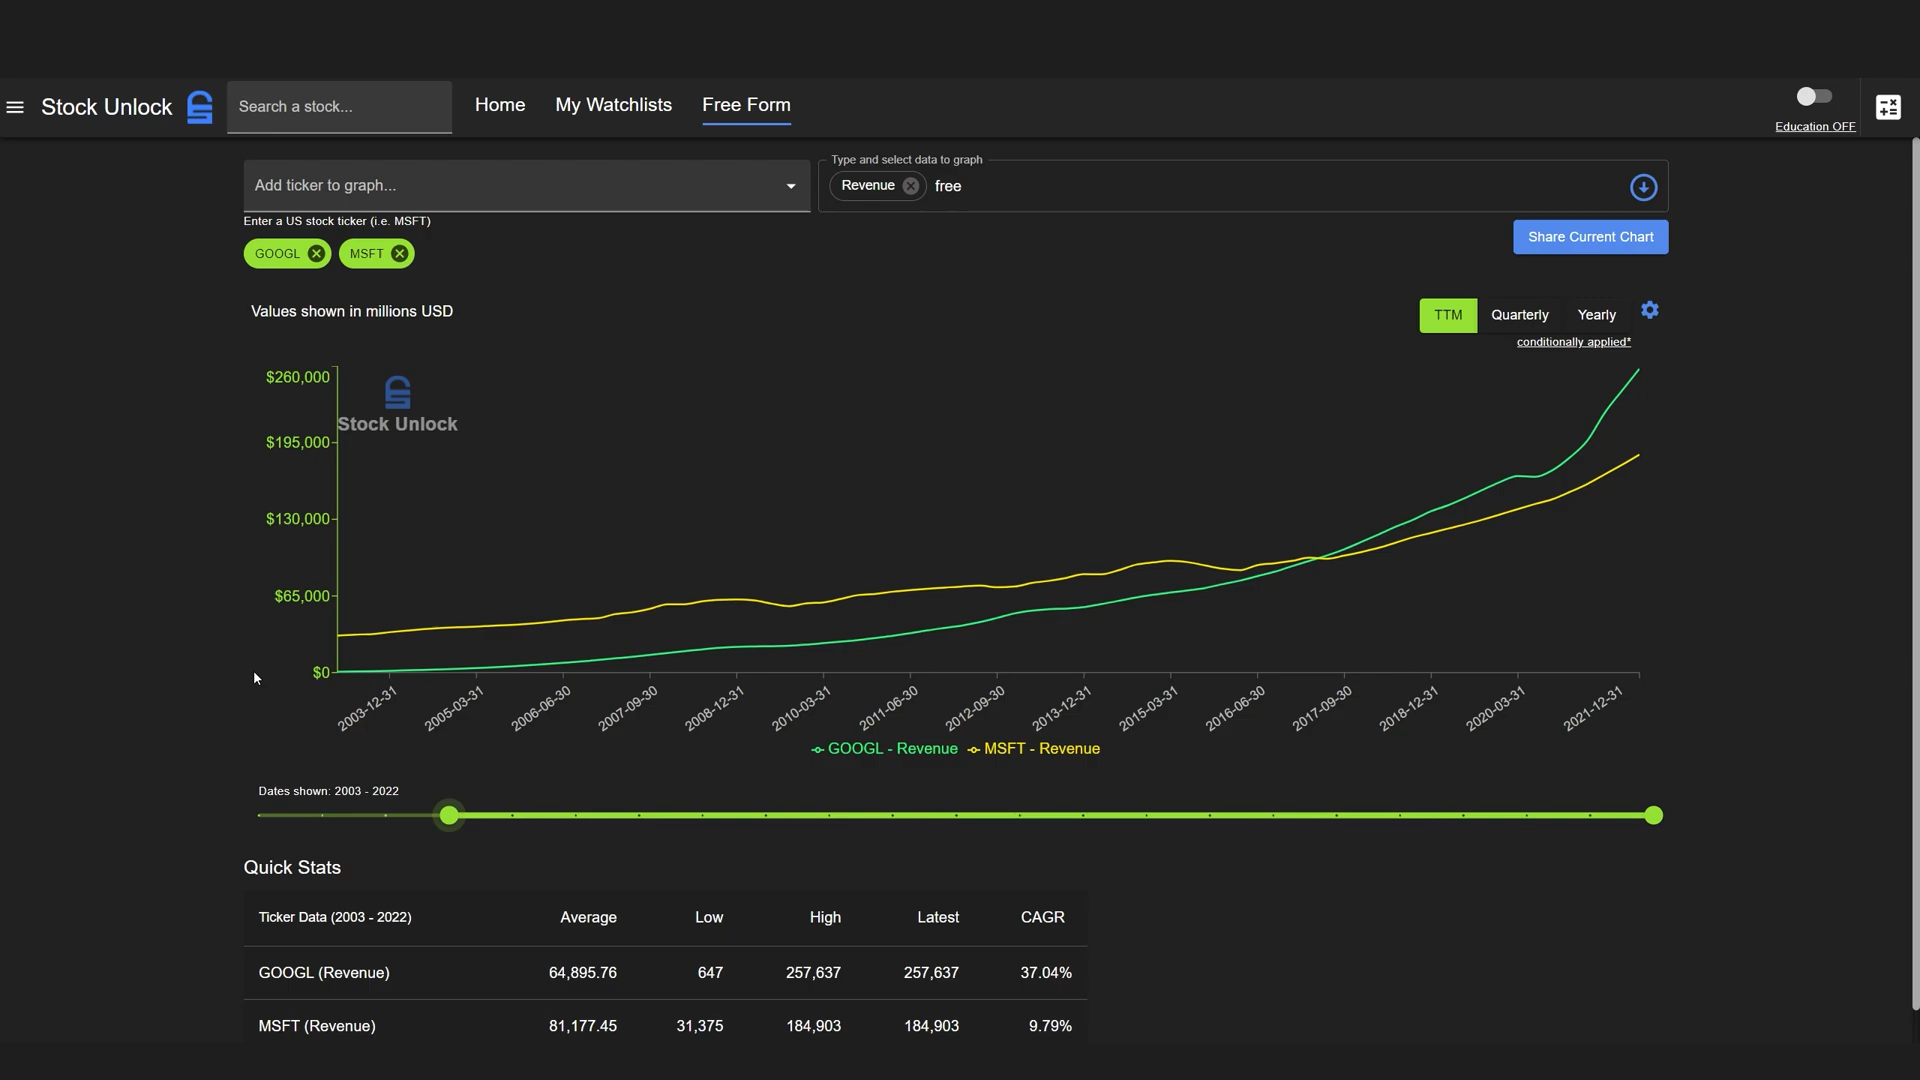 Stock Unlock
Search a stock...
Home
My Watchlists
Free Form
Education OFF
Add ticker to graph...
Enter a US stock ticker (i.e. MSFT)
Type and select data to graph
Revenue
free
GOOGL
MSFT
Share Current Chart
Values shown in millions USD
TTM
Quarterly
Yearly
conditionally applied*
$260,000
$195,000
$130,000
$65,000
$0
Stock Unlock
2003-12-31
2005-03-31
2006-06-30
2007-09-30
2008-12-31
2010-03-31
2011-06-30
2012-09-30
2013-12-31
2015-03-31
2016-06-30
2017-09-30
2018-12-31
2020-03-31
2021-12-31
GOOGL - Revenue MSFT - Revenue
Dates shown: 2003 - 2022
Quick Stats
Ticker Data (2003 - 2022) Average Low High Latest CAGR
GOOGL (Revenue) 64,895.76 647 257,637 257,637 37.04%
MSFT (Revenue) 81,177.45 31,375 184,903 184,903 9.79%